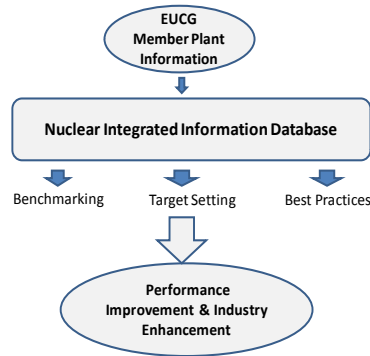 EUCG
Member Plant
Information
Nuclear Integrated Information Database
Benchmarking Target Setting Best Practices
Performance
Improvement & Industry
Enhancement